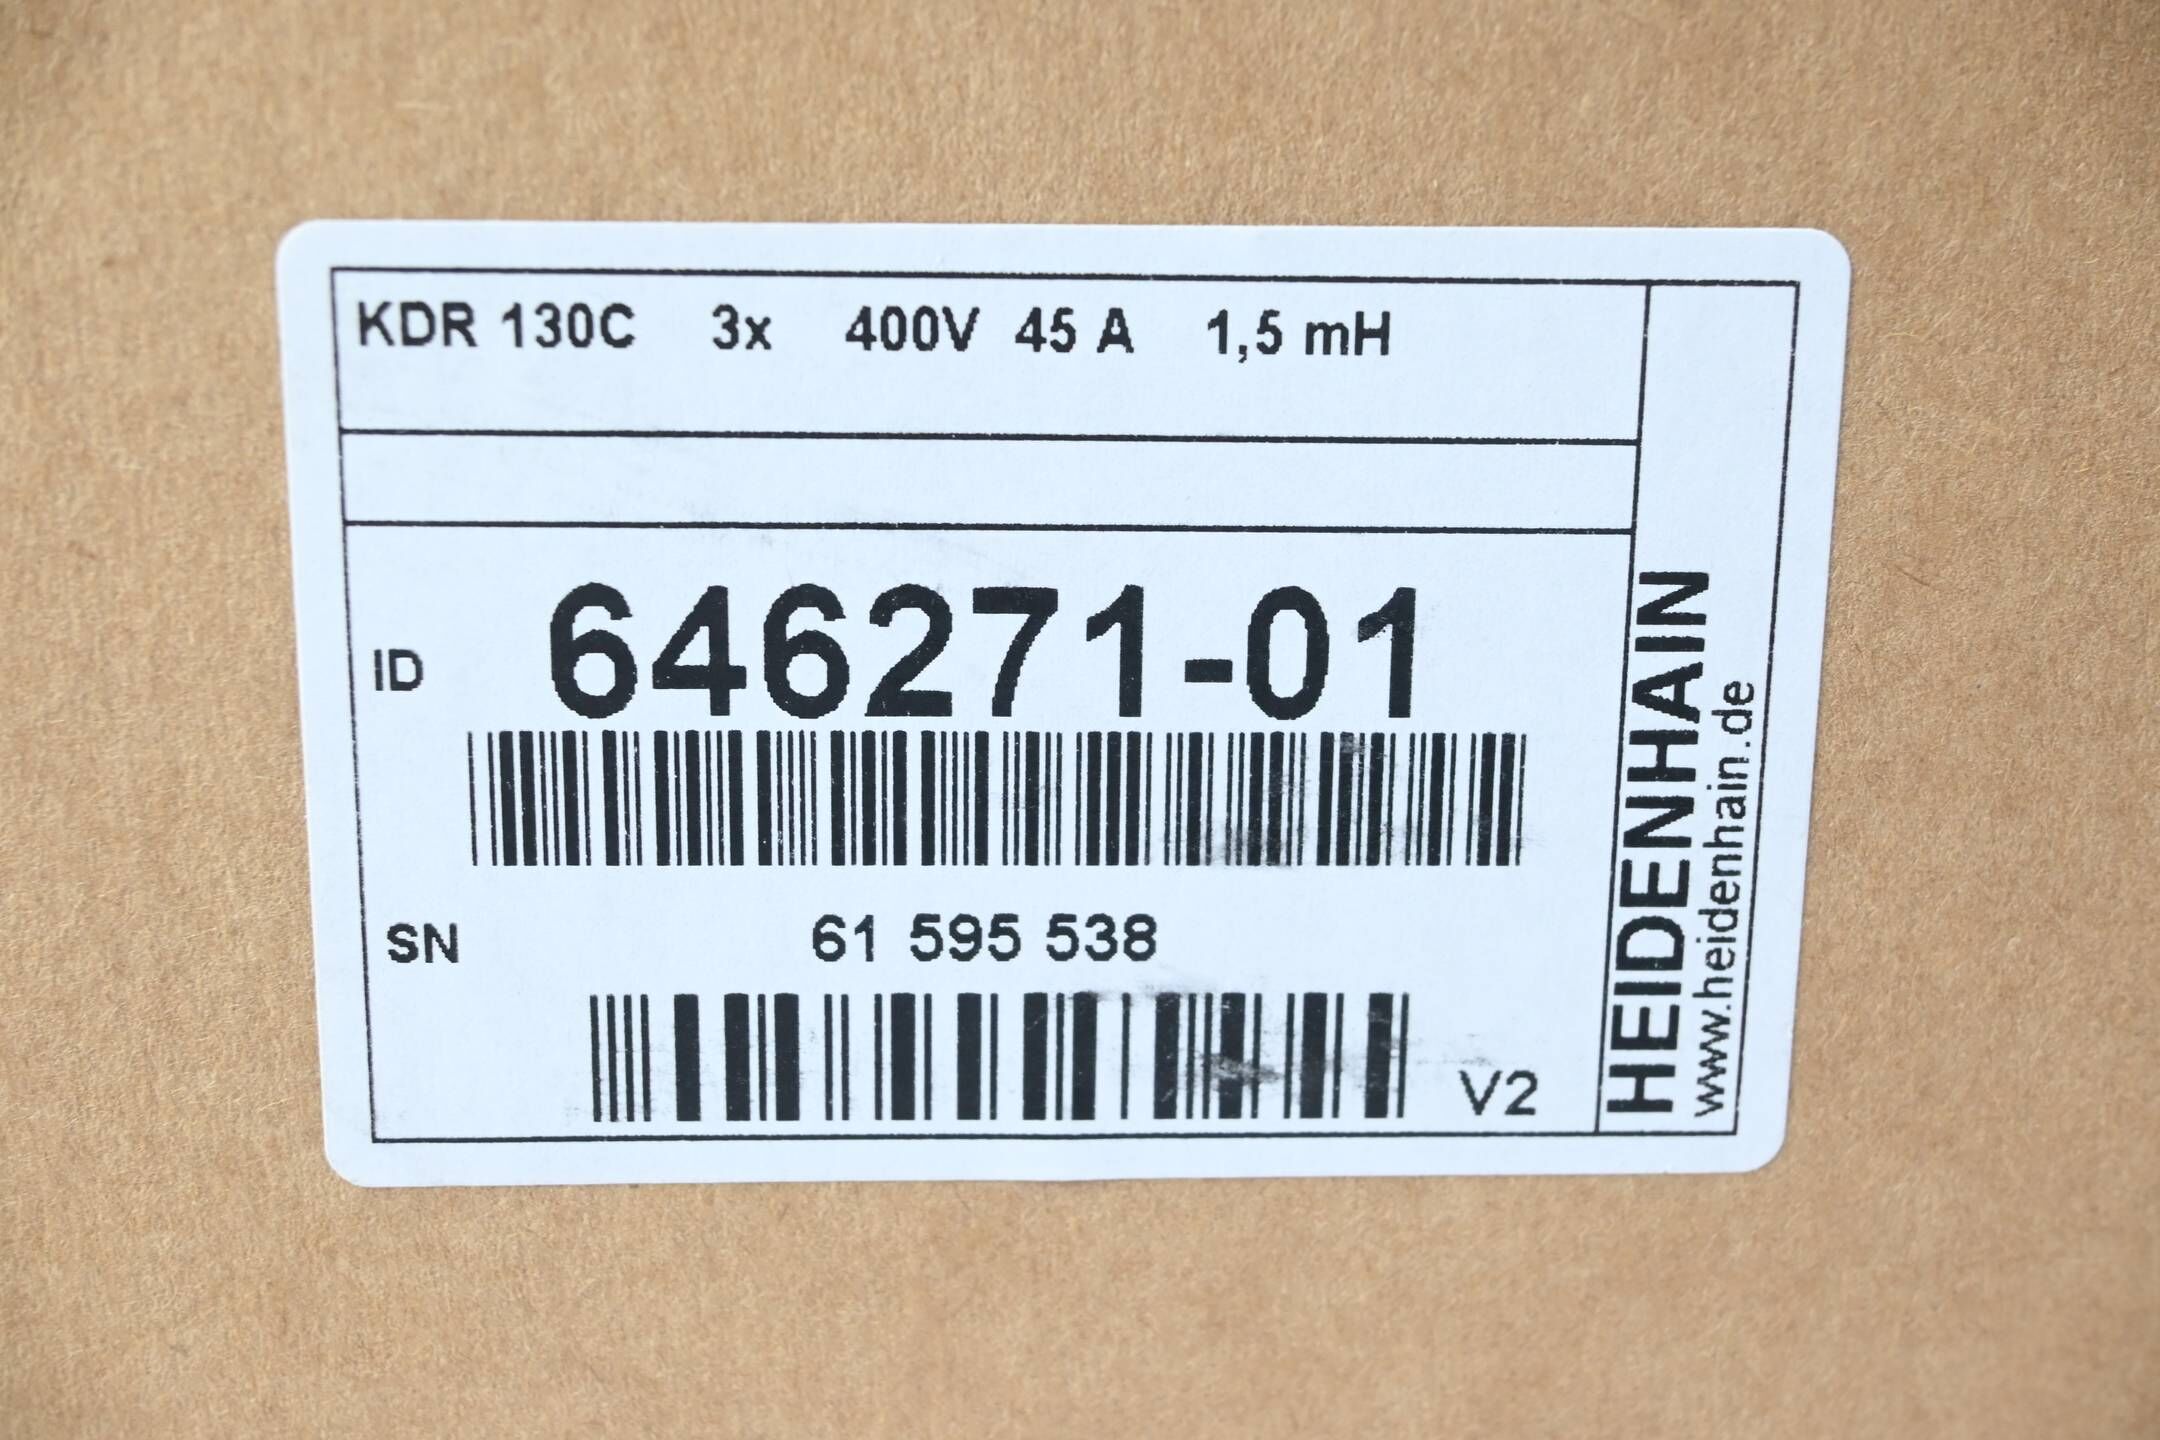 KDR 130C 3x 400V 45 A 1,5 mH
ID 646271-01
SN 61 595 538
V2
HEIDENHAIN
www.heidenhain.de